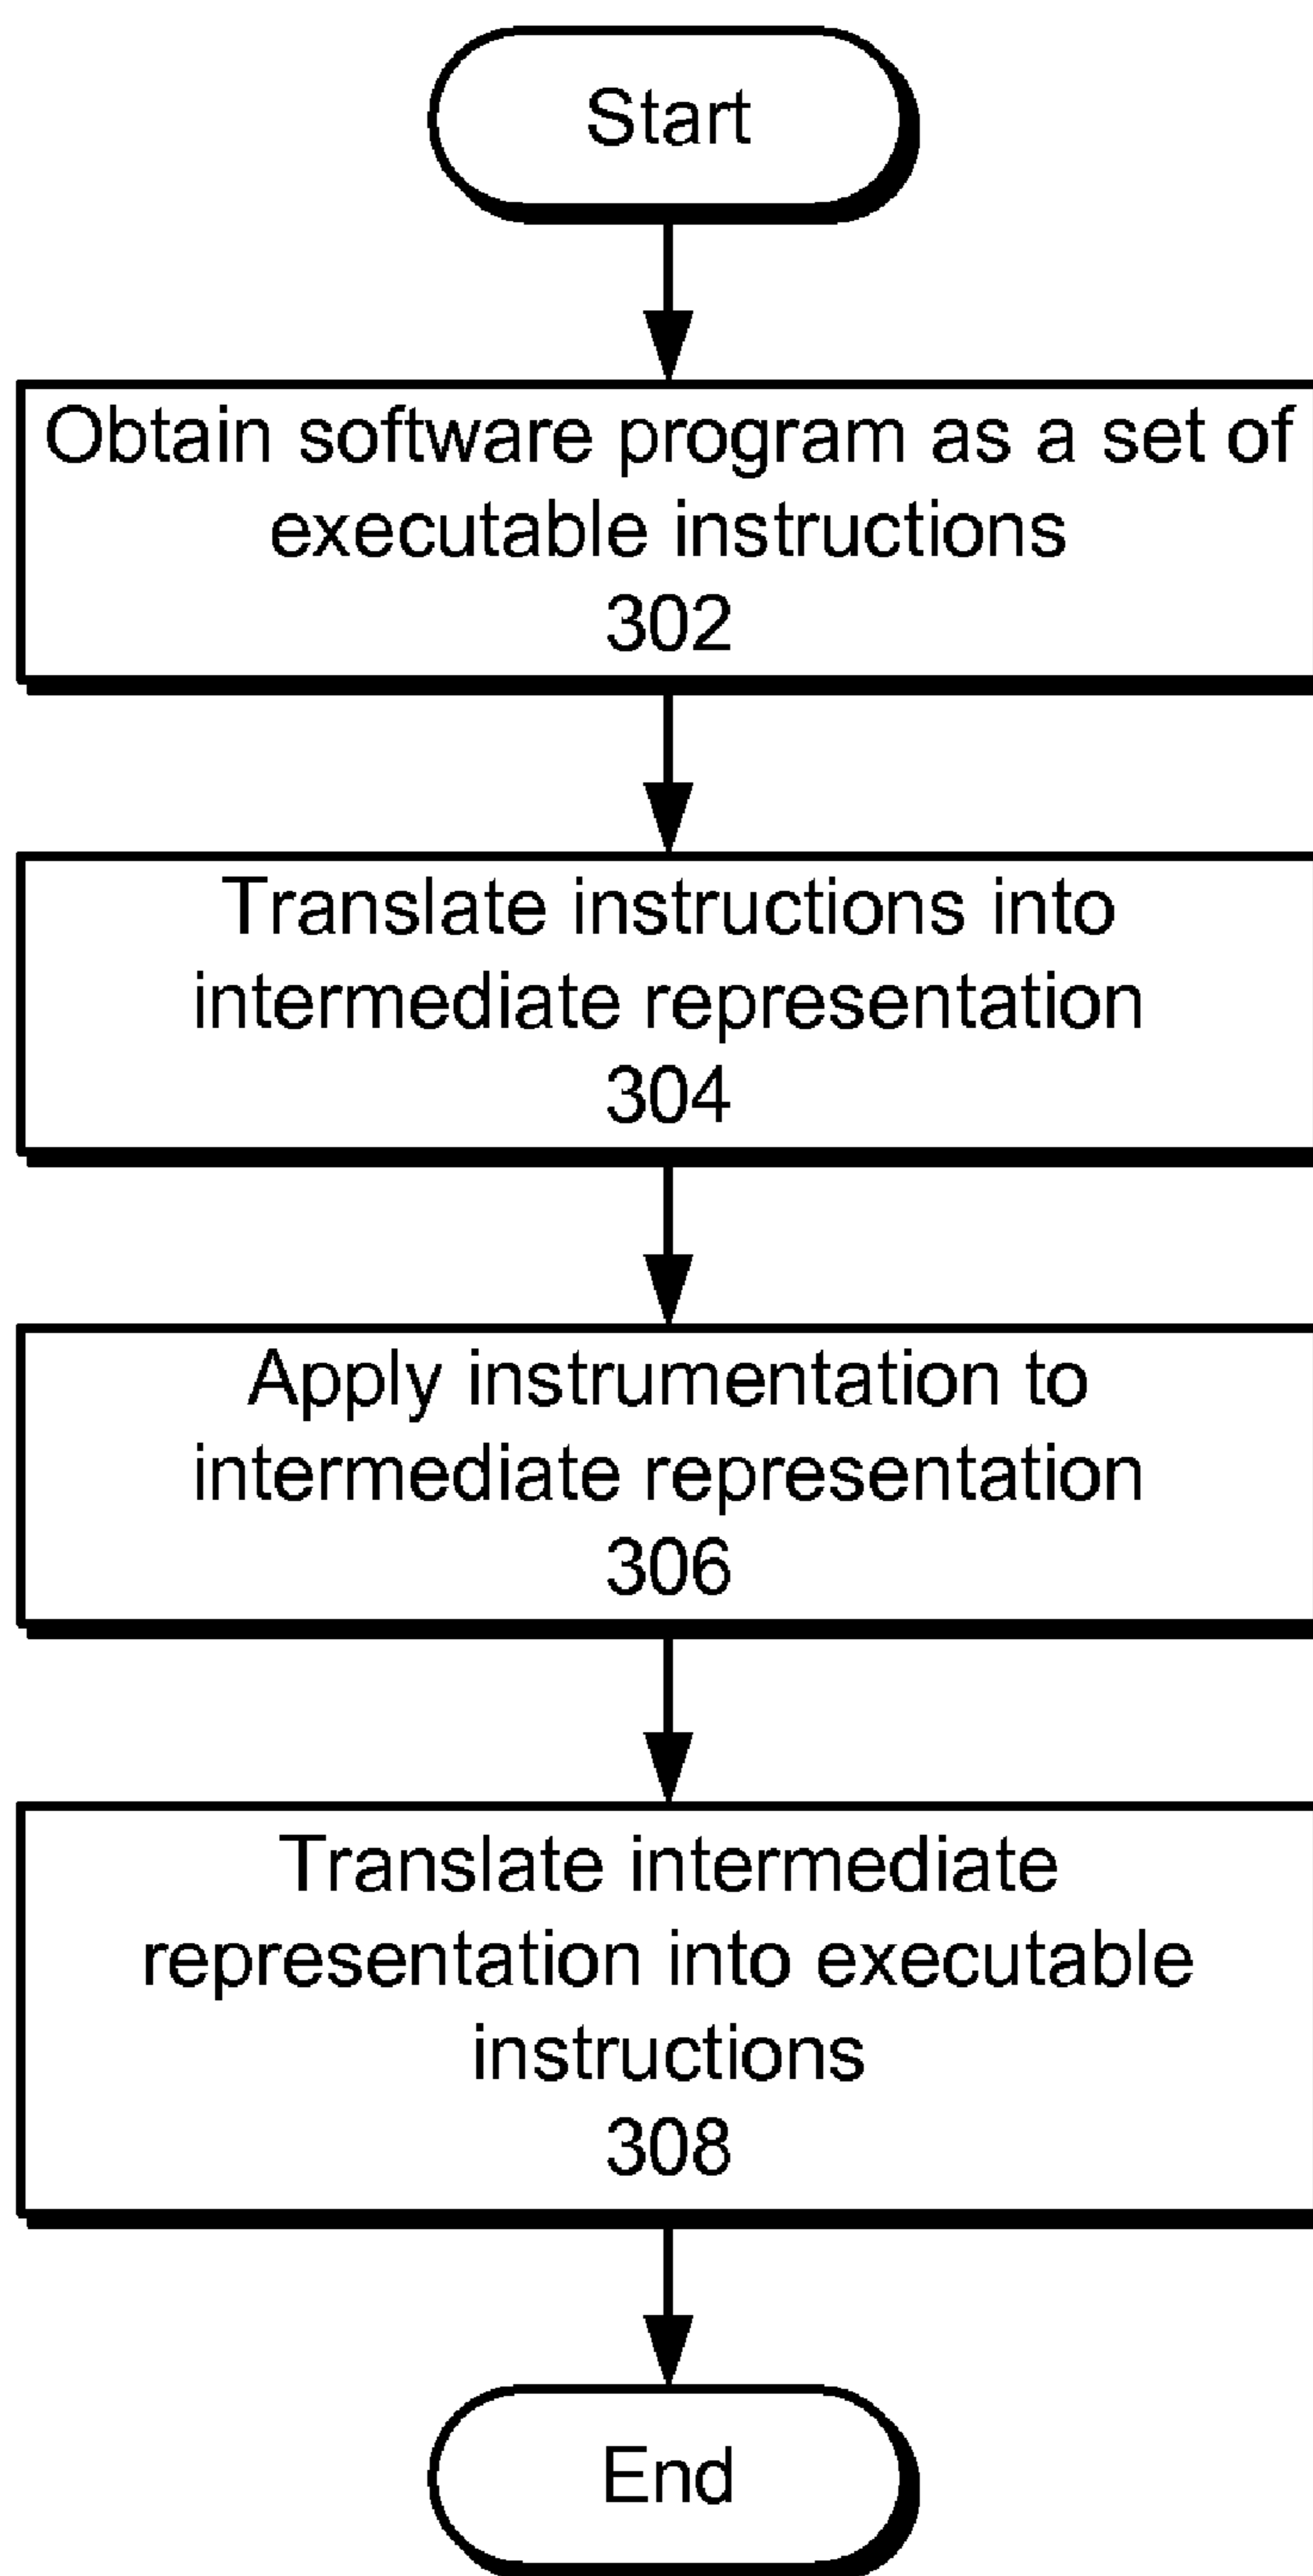 Start
Obtain software program as a set of
executable instructions
302
Translate instructions into
intermediate representation
304
Apply instrumentation to
intermediate representation
306
Translate intermediate
representation into executable
instructions
308
End